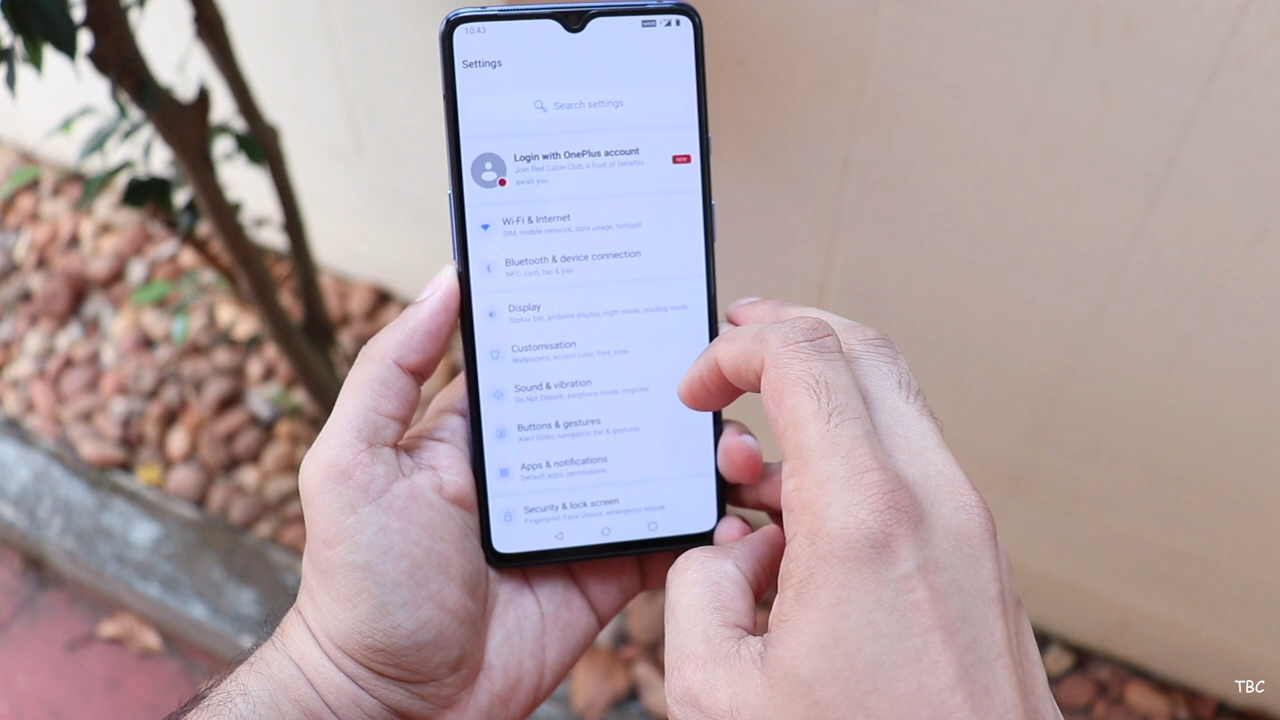 10:43
Settings
Search settings
Login with OnePlus account
Join Red Cable Club, a host of benefits
await you
NEW
Wi-Fi & Internet
SIM, mobile network, data usage, hotspot
Bluetooth & device connection
NFC, cast, tap & pay
Display
Status bar, ambient display, night mode, reading mode
Customisation
Wallpapers, accent color, font, tone
Sound & vibration
Do Not Disturb, earphone mode, ringtone
Buttons & gestures
Alert Slider, navigation bar & gestures
Apps & notifications
Default apps, permissions
Security & lock screen
Fingerprint, Face Unlock, emergency rescue
TBC